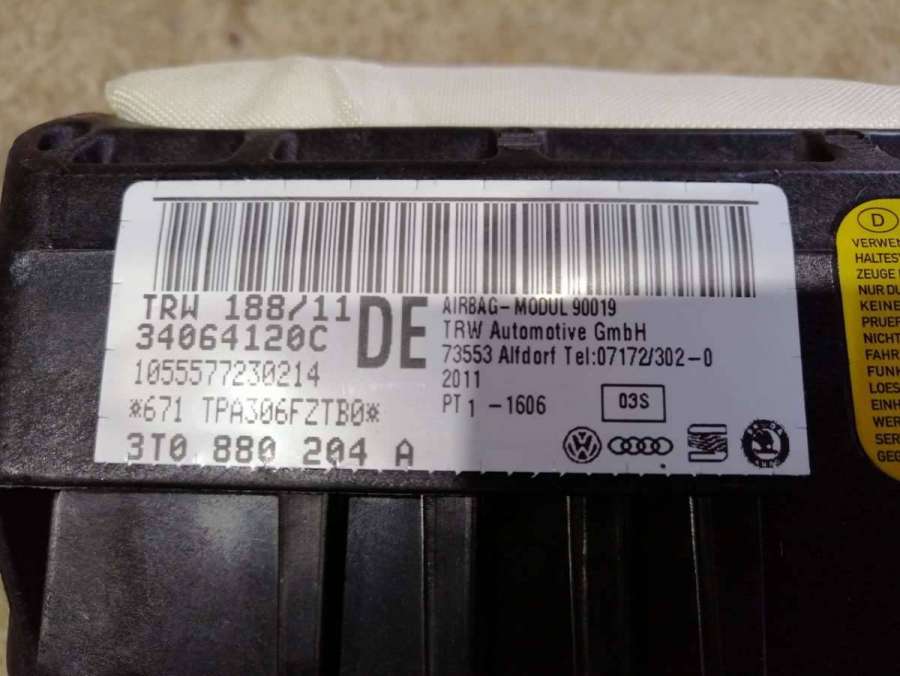 TRW 188/11
34064120C
DE
1055577230214
*671 TPA306FZTB0*
3T0 880 204 A
AIRBAG-MODUL 90019
TRW Automotive GmbH
73553 Alfdorf Tel:07172/302-0
2011
PT 1 -1606
03S
D
VERWEN
HALTES
ZEUGE
NUR DU
KEINE
PRUEF
NICHT
FAHR
FUNK
LOES
EINH
WER
SER
GEG